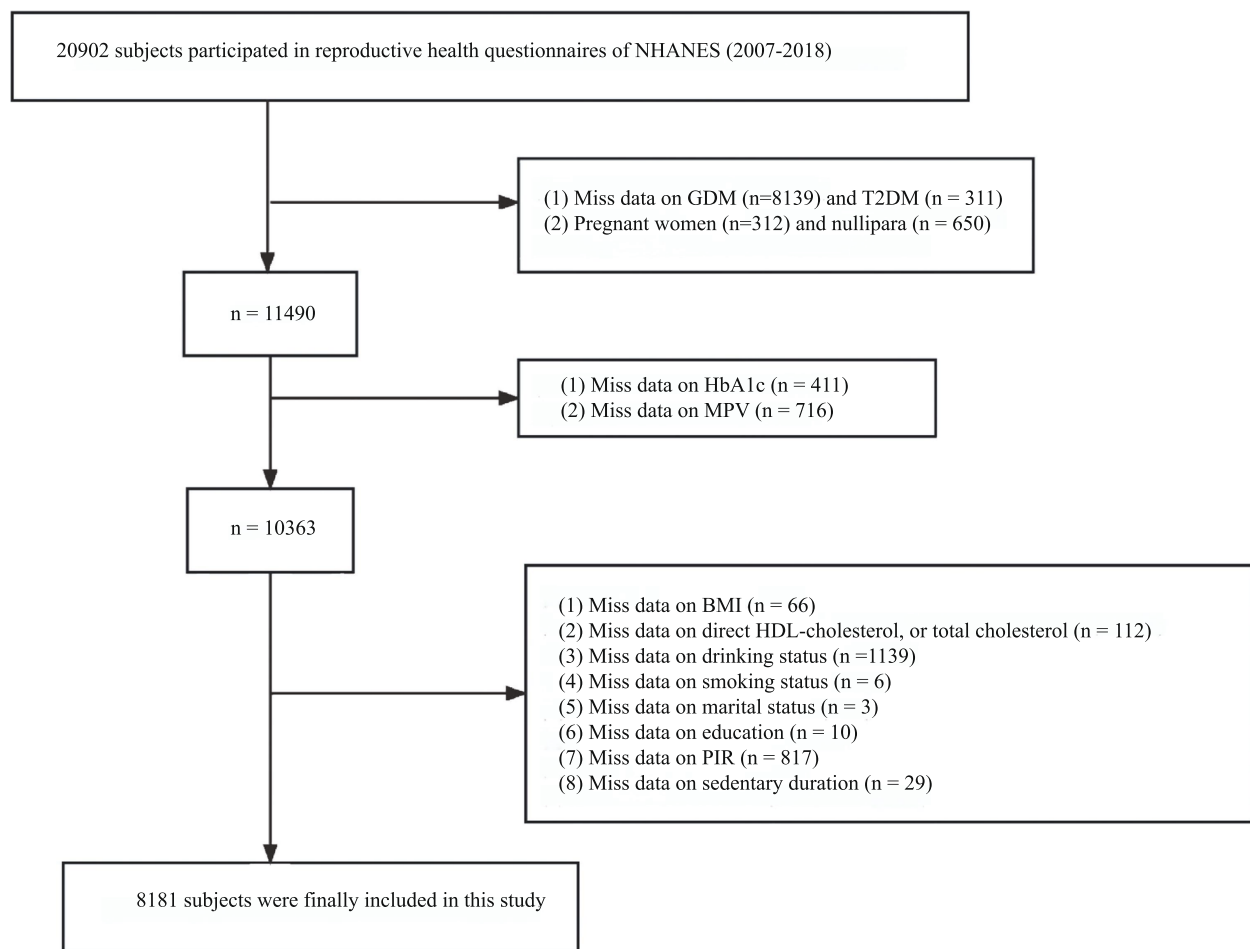 20902 subjects participated in reproductive health questionnaires of NHANES (2007-2018)
(1) Miss data on GDM (n=8139) and T2DM (n = 311)
(2) Pregnant women (n=312) and nullipara (n = 650)
n = 11490
(1) Miss data on HbA1c (n = 411)
(2) Miss data on MPV (n = 716)
n = 10363
(1) Miss data on BMI (n = 66)
(2) Miss data on direct HDL-cholesterol, or total cholesterol (n = 112)
(3) Miss data on drinking status (n =1139)
(4) Miss data on smoking status (n = 6)
(5) Miss data on marital status (n = 3)
(6) Miss data on education (n = 10)
(7) Miss data on PIR (n = 817)
(8) Miss data on sedentary duration (n = 29)
8181 subjects were finally included in this study